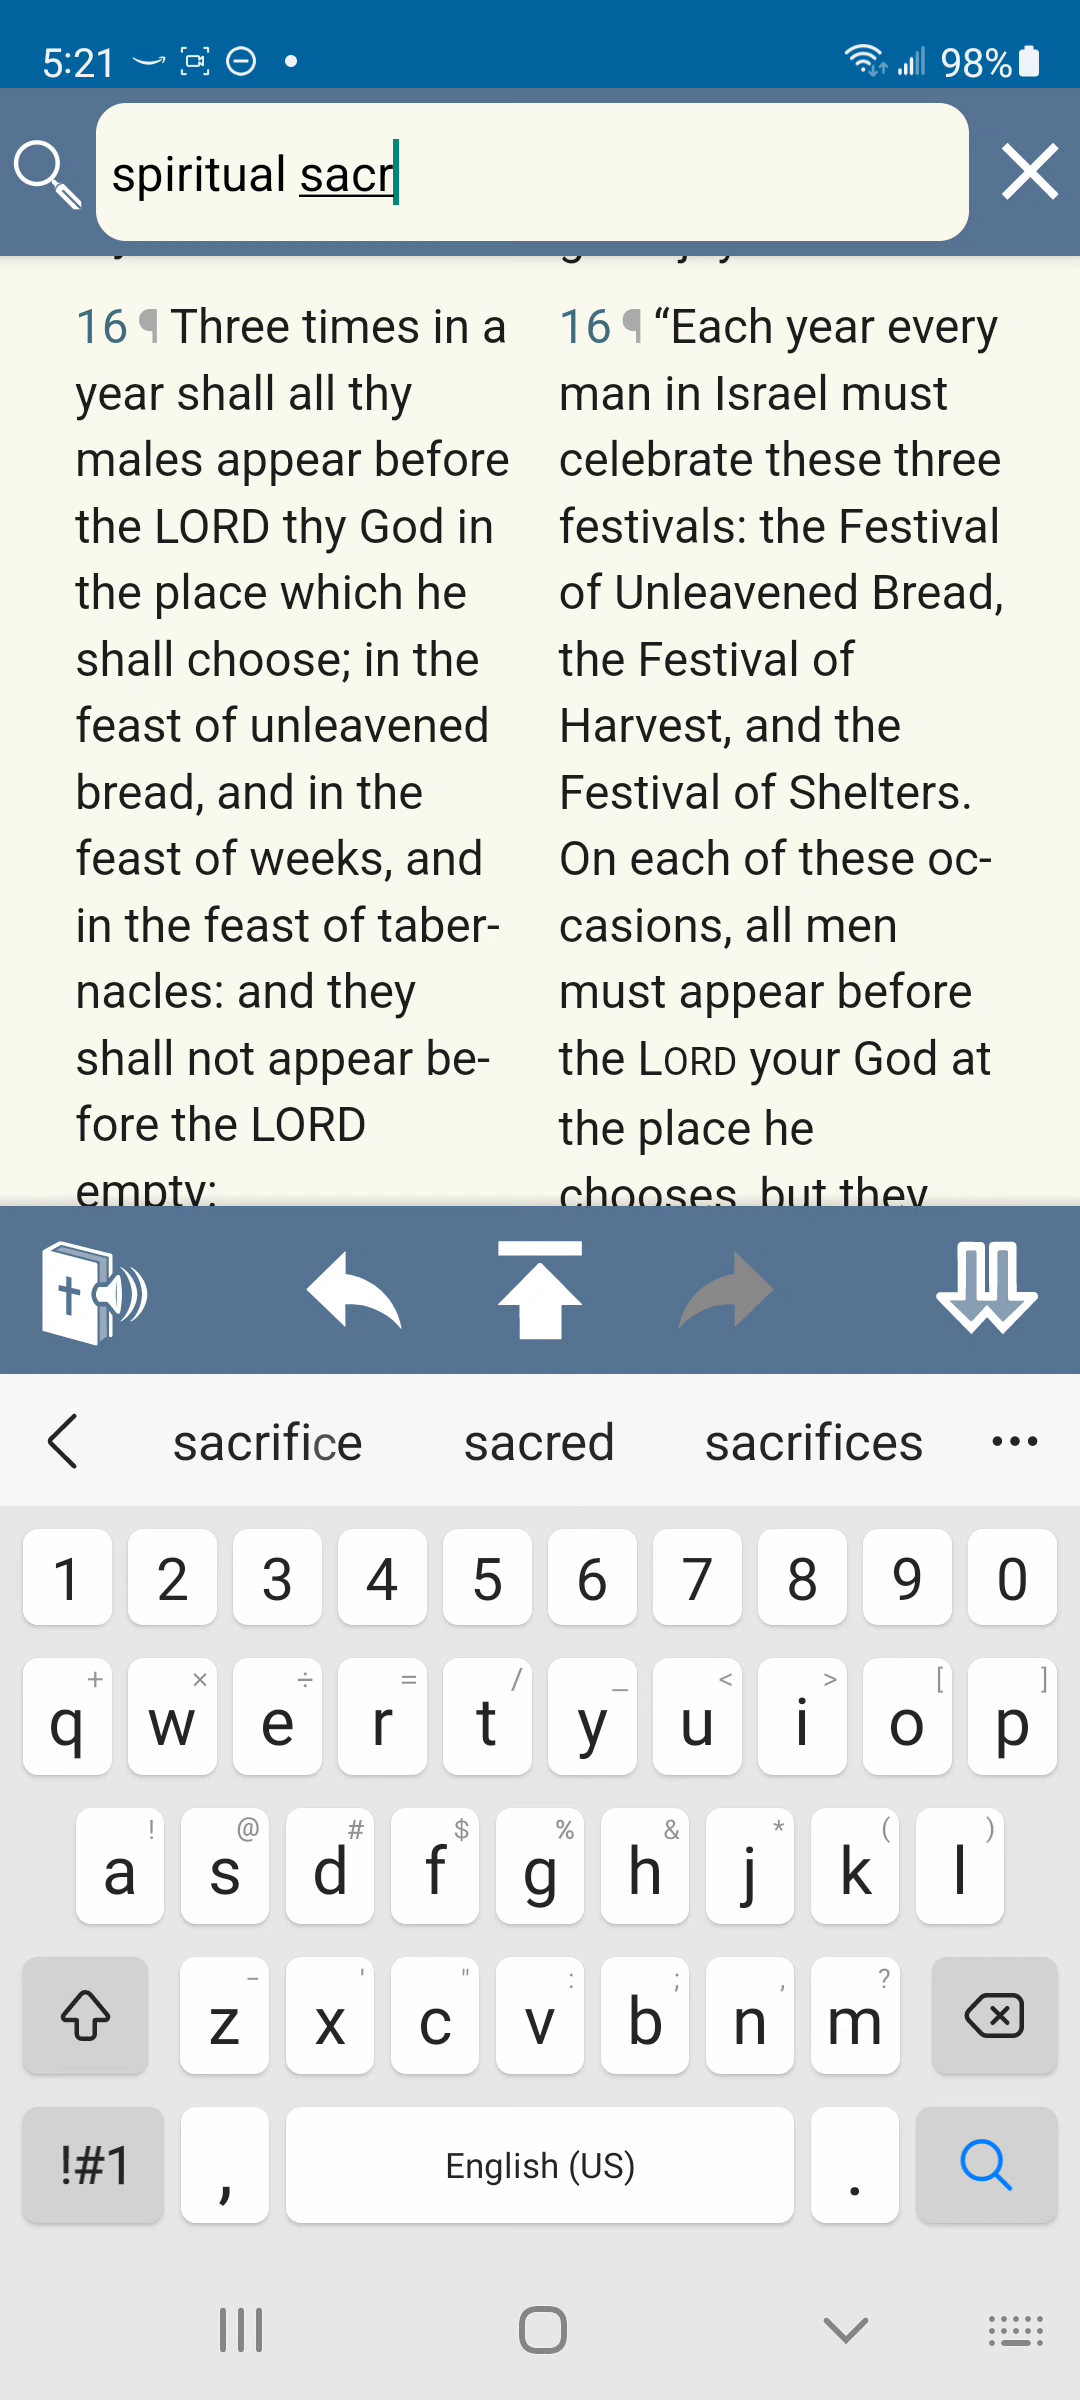 5:21 98%
spiritual sacr
16 ¶ Three times in a
year shall all thy
males appear before
the LORD thy God in
the place which he
shall choose; in the
feast of unleavened
bread, and in the
feast of weeks, and
in the feast of taber-
nacles: and they
shall not appear be-
fore the LORD
empty:
16 ¶ “Each year every
man in Israel must
celebrate these three
festivals: the Festival
of Unleavened Bread,
the Festival of
Harvest, and the
Festival of Shelters.
On each of these oc-
casions, all men
must appear before
the LORD your God at
the place he
chooses, but they
sacrifice sacred sacrifices ...
1 2 3 4 5 6 7 8 9 0
+ × ÷ = / _ < > [ ]
q w e r t y u i o p
! @ # $ % & * ( )
a s d f g h j k l
- ' " : ; , ?
z x c v b n m
!#1 , English (US) .